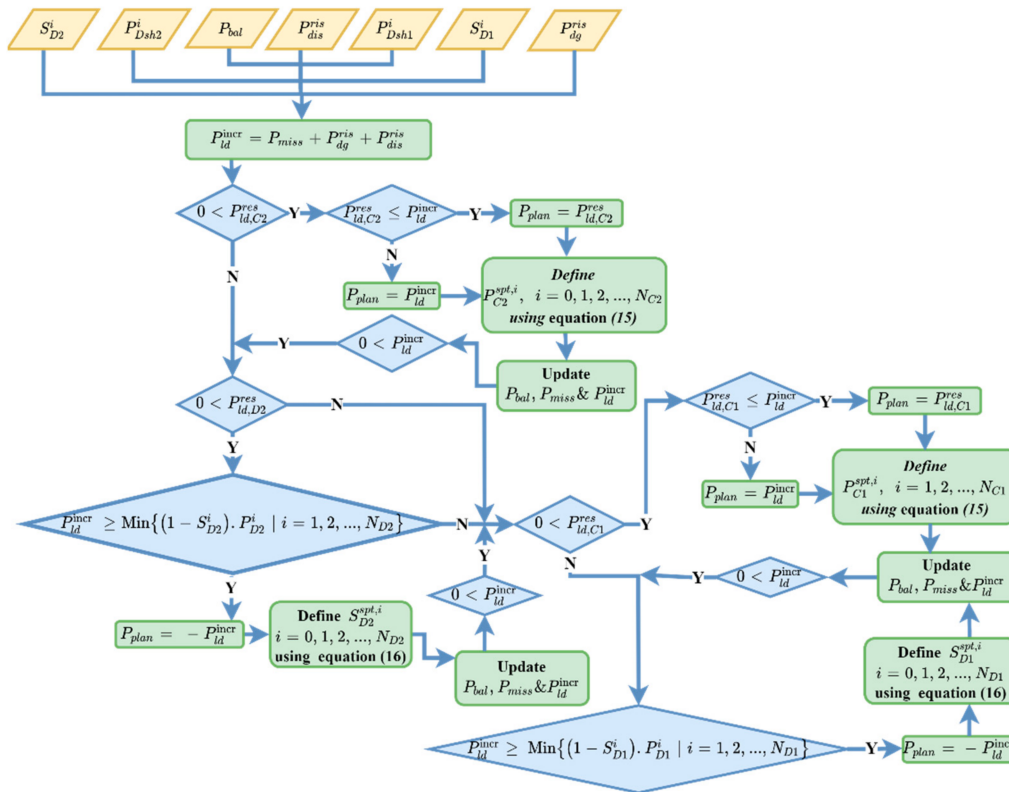 S^i_{D2}
P^i_{Dsh2}
P_{bal}
P^{ris}_{dis}
P^i_{Dsh1}
S^i_{D1}
P^{ris}_{dg}
P^{incr}_{ld} = P_{miss} + P^{ris}_{dg} + P^{ris}_{dis}
0 < P^{res}_{ld,C2}
Y
P^{res}_{ld,C2} ≤ P^{incr}_{ld}
Y
P_{plan} = P^{res}_{ld,C2}
N
N
P_{plan} = P^{incr}_{ld}
Define
P^{spt,i}_{C2}, i = 0, 1, 2, ..., N_{C2}
using equation (15)
Y
0 < P^{incr}_{ld}
Update
P_{bal}, P_{miss} & P^{incr}_{ld}
0 < P^{res}_{ld,D2}
N
Y
P^{incr}_{ld} ≥ Min{(1 − S^i_{D2}). P^i_{D2} | i = 1, 2, ..., N_{D2}}
N
0 < P^{res}_{ld,C1}
Y
P^{res}_{ld,C1} ≤ P^{incr}_{ld}
Y
P_{plan} = P^{res}_{ld,C1}
N
P_{plan} = P^{incr}_{ld}
Define
P^{spt,i}_{C1}, i = 1, 2, ..., N_{C1}
using equation (15)
N
Y
0 < P^{incr}_{ld}
Update
P_{bal}, P_{miss} & P^{incr}_{ld}
Y
0 < P^{incr}_{ld}
Y
P_{plan} = − P^{incr}_{ld}
Define S^{spt,i}_{D2}
i = 0, 1, 2, ..., N_{D2}
using equation (16)
Update
P_{bal}, P_{miss} & P^{incr}_{ld}
Define S^{spt,i}_{D1}
i = 0, 1, 2, ..., N_{D1}
using equation (16)
P^{incr}_{ld} ≥ Min{(1 − S^i_{D1}). P^i_{D1} | i = 1, 2, ..., N_{D1}}
Y
P_{plan} = − P^{incr}_{ld}